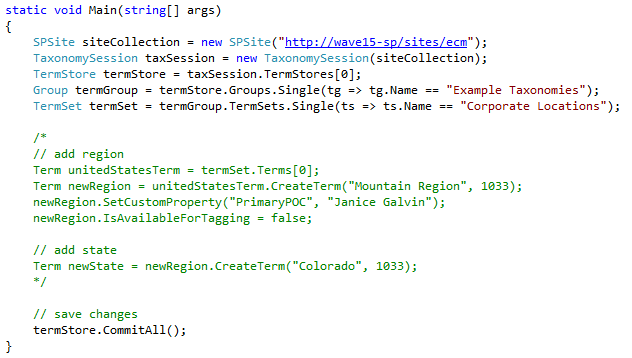 static void Main(string[] args)
{
SPSite siteCollection = new SPSite("http://wave15-sp/sites/ecm");
TaxonomySession taxSession = new TaxonomySession(siteCollection);
TermStore termStore = taxSession.TermStores[0];
Group termGroup = termStore.Groups.Single(tg => tg.Name == "Example Taxonomies");
TermSet termSet = termGroup.TermSets.Single(ts => ts.Name == "Corporate Locations");
/*
// add region
Term unitedStatesTerm = termSet.Terms[0];
Term newRegion = unitedStatesTerm.CreateTerm("Mountain Region", 1033);
newRegion.SetCustomProperty("PrimaryPOC", "Janice Galvin");
newRegion.IsAvailableForTagging = false;
// add state
Term newState = newRegion.CreateTerm("Colorado", 1033);
*/
// save changes
termStore.CommitAll();
}